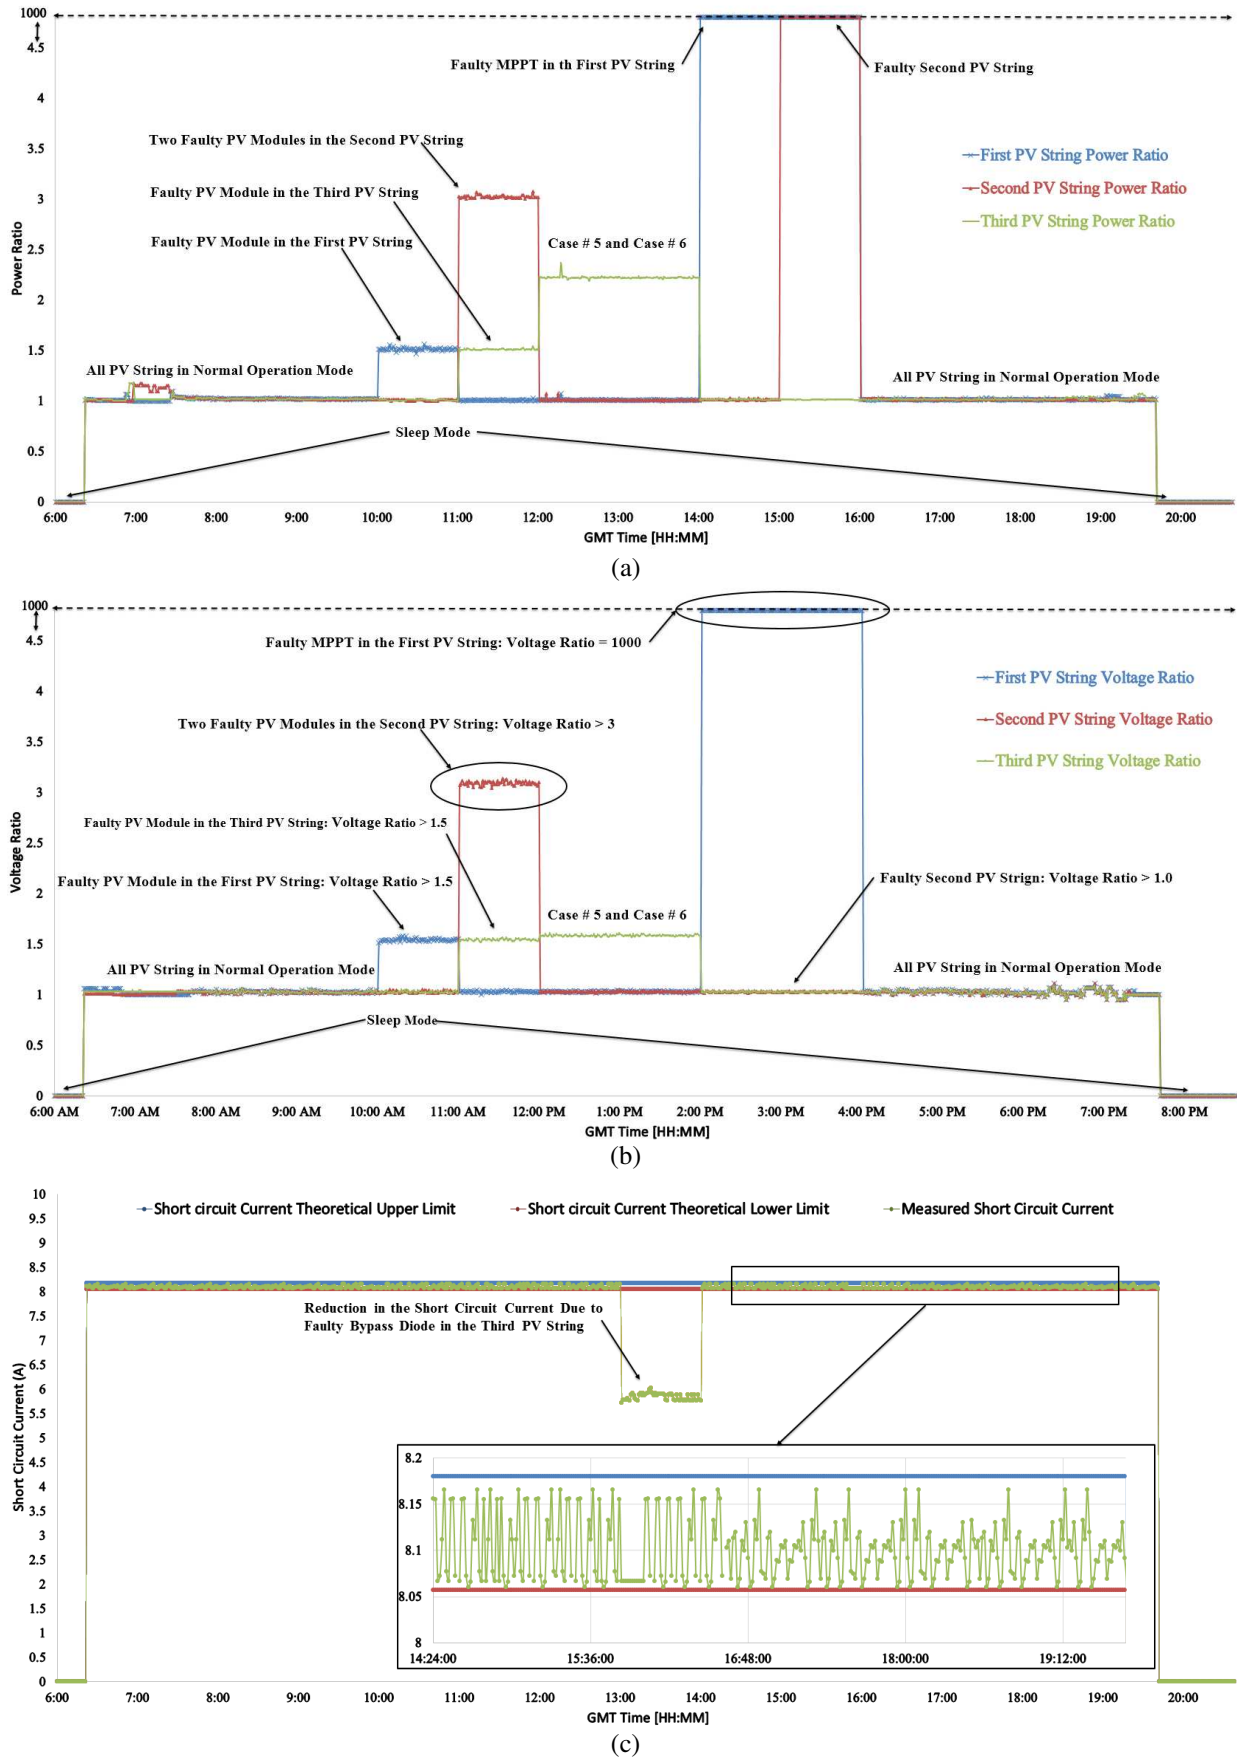 (a)
1000
4.5
4
3.5
3
2.5
2
1.5
1
0.5
0
Power Ratio
Faulty MPPT in th First PV String
Faulty Second PV String
Two Faulty PV Modules in the Second PV String
First PV String Power Ratio
Faulty PV Module in the Third PV String
Second PV String Power Ratio
Third PV String Power Ratio
Faulty PV Module in the First PV String
Case # 5 and Case # 6
All PV String in Normal Operation Mode
All PV String in Normal Operation Mode
Sleep Mode
6:00 7:00 8:00 9:00 10:00 11:00 12:00 13:00 14:00 15:00 16:00 17:00 18:00 19:00 20:00
GMT Time [HH:MM]
(a)
1000
4.5
4
3.5
3
2.5
2
1.5
1
0.5
0
Voltage Ratio
Faulty MPPT in the First PV String: Voltage Ratio = 1000
First PV String Voltage Ratio
Two Faulty PV Modules in the Second PV String: Voltage Ratio > 3
Second PV String Voltage Ratio
Third PV String Voltage Ratio
Faulty PV Module in the Third PV String: Voltage Ratio > 1.5
Faulty PV Module in the First PV String: Voltage Ratio > 1.5
Faulty Second PV Strign: Voltage Ratio > 1.0
Case # 5 and Case # 6
All PV String in Normal Operation Mode
All PV String in Normal Operation Mode
Sleep Mode
6:00 AM 7:00 AM 8:00 AM 9:00 AM 10:00 AM 11:00 AM 12:00 PM 1:00 PM 2:00 PM 3:00 PM 4:00 PM 5:00 PM 6:00 PM 7:00 PM 8:00 PM
GMT Time [HH:MM]
(b)
10
9.5
9
8.5
8
7.5
7
6.5
6
5.5
5
4.5
4
3.5
3
2.5
2
1.5
1
0.5
0
Short Circuit Current (A)
Short circuit Current Theoretical Upper Limit
Short circuit Current Theoretical Lower Limit
Measured Short Circuit Current
Reduction in the Short Circuit Current Due to
Faulty Bypass Diode in the Third PV String
8.2
8.15
8.1
8.05
8
14:24:00 15:36:00 16:48:00 18:00:00 19:12:00
6:00 7:00 8:00 9:00 10:00 11:00 12:00 13:00 14:00 15:00 16:00 17:00 18:00 19:00 20:00
GMT Time [HH:MM]
(c)